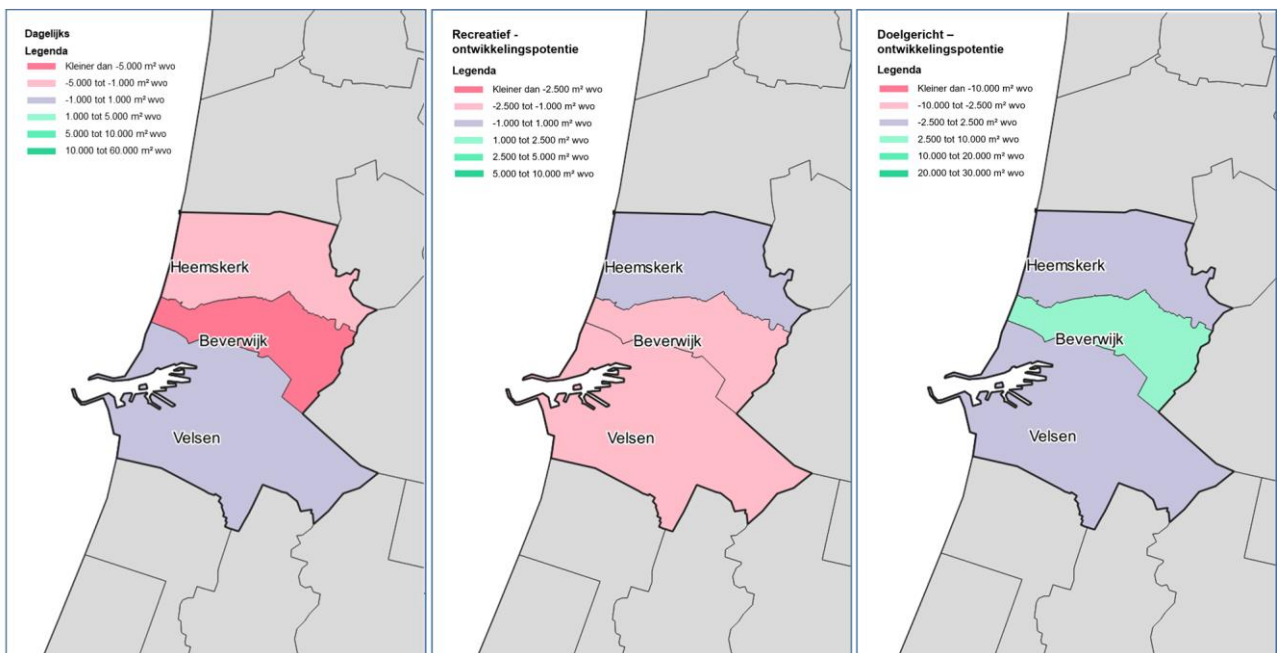 Dagelijks
Legenda
Kleiner dan -5.000 m² wvo
-5.000 tot -1.000 m² wvo
-1.000 tot 1.000 m² wvo
1.000 tot 5.000 m² wvo
5.000 tot 10.000 m² wvo
10.000 tot 60.000 m² wvo
Heemskerk
Beverwijk
Velsen
Recreatief -
ontwikkelingspotentie
Legenda
Kleiner dan -2.500 m² wvo
-2.500 tot -1.000 m² wvo
-1.000 tot 1.000 m² wvo
1.000 tot 2.500 m² wvo
2.500 tot 5.000 m² wvo
5.000 tot 10.000 m² wvo
Heemskerk
Beverwijk
Velsen
Doelgericht –
ontwikkelingspotentie
Legenda
Kleiner dan -10.000 m² wvo
-10.000 tot -2.500 m² wvo
-2.500 tot 2.500 m² wvo
2.500 tot 10.000 m² wvo
10.000 tot 20.000 m² wvo
20.000 tot 30.000 m² wvo
Heemskerk
Beverwijk
Velsen